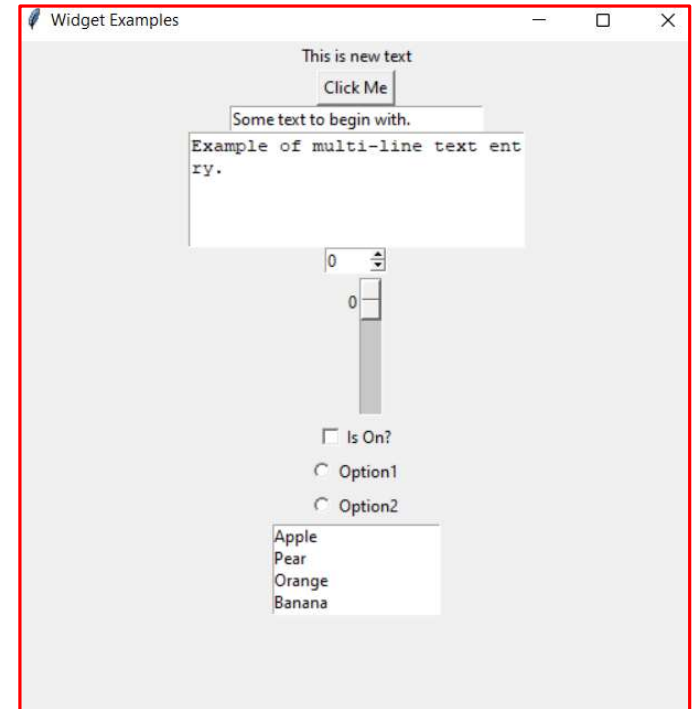 Widget Examples
This is new text
Click Me
Some text to begin with.
Example of multi-line text ent
ry.
0
0
Is On?
Option1
Option2
Apple
Pear
Orange
Banana